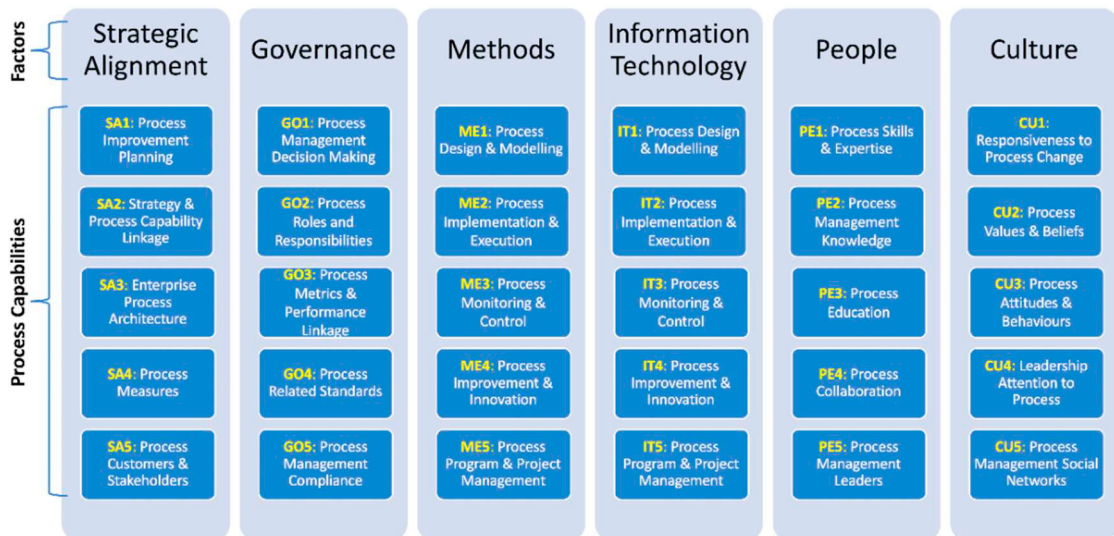 Factors
Strategic
Alignment
Governance
Methods
Information
Technology
People
Culture
Process Capabilities
SA1: Process
Improvement
Planning
SA2: Strategy &
Process Capability
Linkage
SA3: Enterprise
Process
Architecture
SA4: Process
Measures
SA5: Process
Customers &
Stakeholders
GO1: Process
Management
Decision Making
GO2: Process
Roles and
Responsibilities
GO3: Process
Metrics &
Performance
Linkage
GO4: Process
Related Standards
GO5: Process
Management
Compliance
ME1: Process
Design & Modelling
ME2: Process
Implementation &
Execution
ME3: Process
Monitoring &
Control
ME4: Process
Improvement &
Innovation
ME5: Process
Program & Project
Management
IT1: Process Design
& Modelling
IT2: Process
Implementation &
Execution
IT3: Process
Monitoring &
Control
IT4: Process
Improvement &
Innovation
IT5: Process
Program & Project
Management
PE1: Process Skills
& Expertise
PE2: Process
Management
Knowledge
PE3: Process
Education
PE4: Process
Collaboration
PE5: Process
Management
Leaders
CU1:
Responsiveness to
Process Change
CU2: Process
Values & Beliefs
CU3: Process
Attitudes &
Behaviours
CU4: Leadership
Attention to
Process
CU5: Process
Management Social
Networks